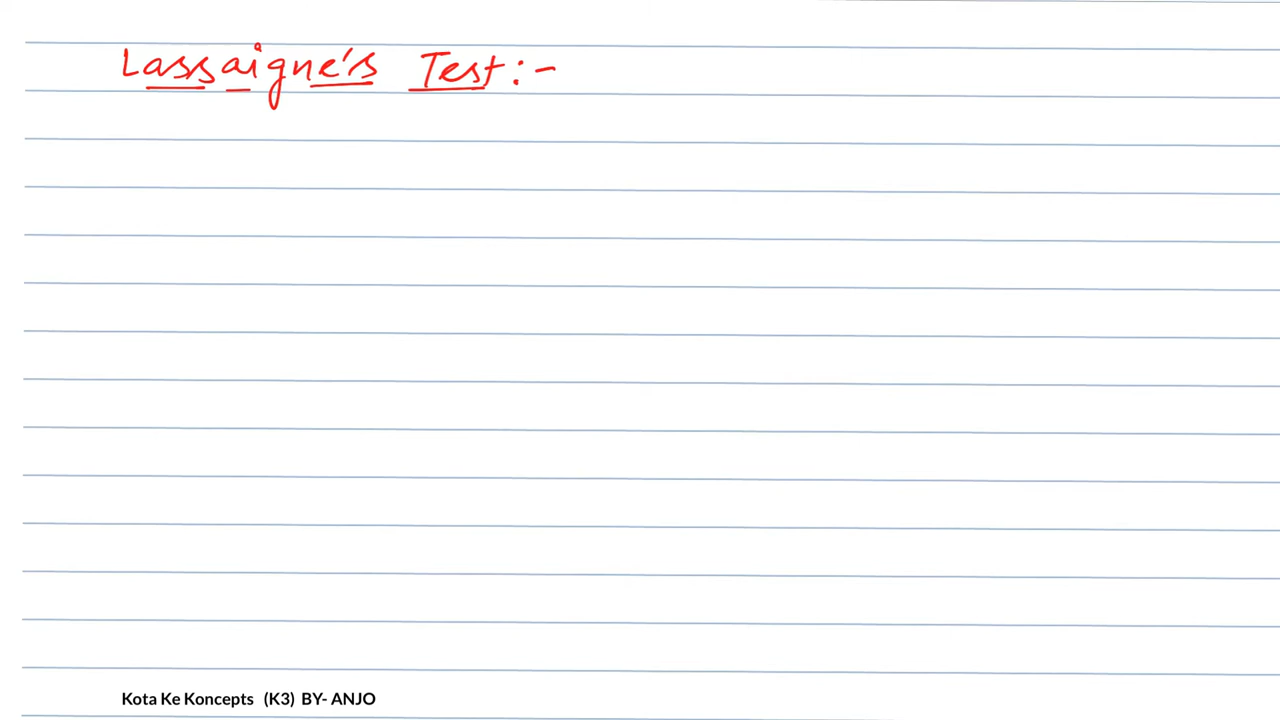 Lassaigne's Test:-
Kota Ke Koncepts (K3) BY- ANJO